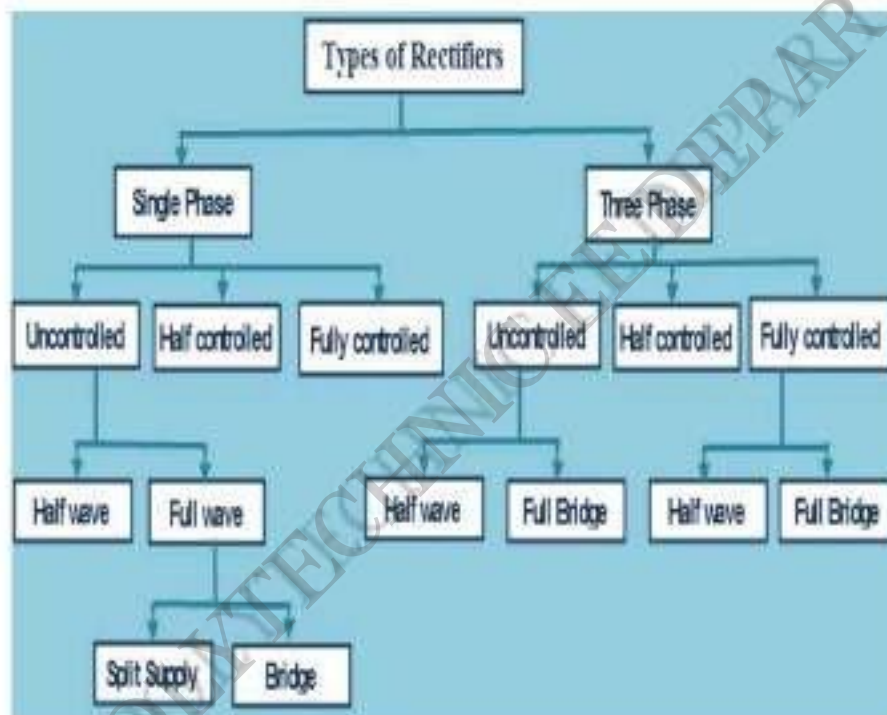 Types of Rectifiers
Single Phase
Three Phase
Uncontrolled
Half controlled
Fully controlled
Uncontrolled
Half controlled
Fully controlled
Half wave
Full wave
Half wave
Full Bridge
Half wave
Full Bridge
Split Supply
Bridge